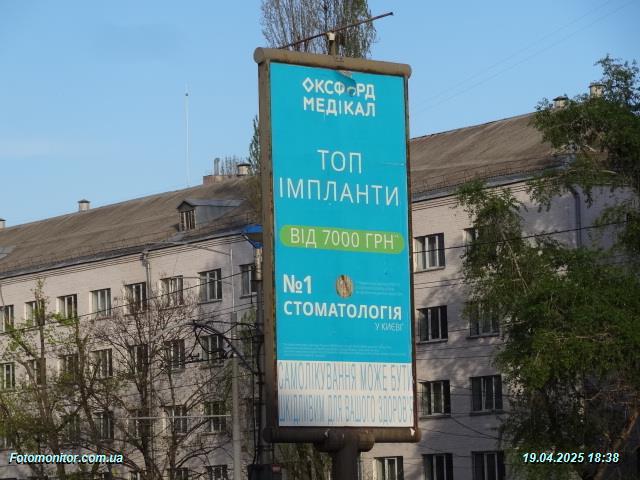 ОКСФОРД
МЕДІКАЛ
ТОП
ІМПЛАНТИ
ВІД 7000 ГРН*
№1
СТОМАТОЛОГІЯ
У КИЄВІ
САМОЛІКУВАННЯ МОЖЕ БУТИ
ШКІДЛИВИМ ДЛЯ ВАШОГО ЗДОРОВ'Я
Fotomonitor.com.ua
19.04.2025 18:38